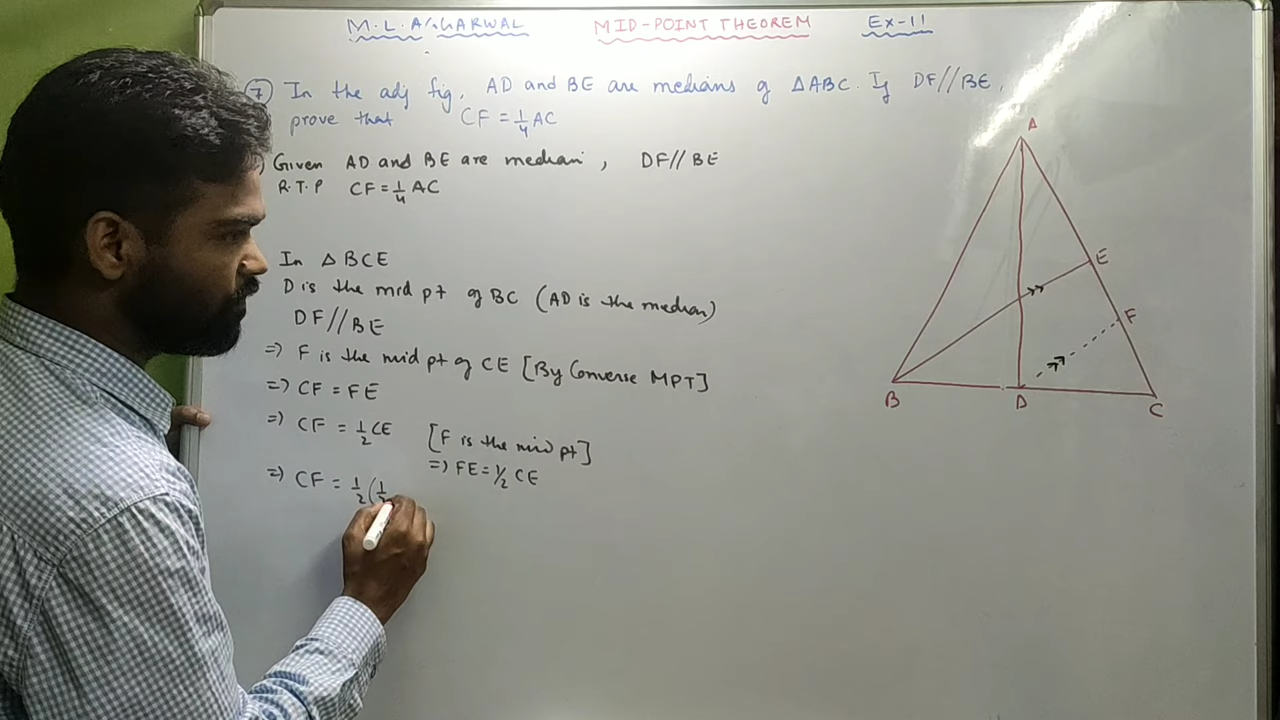 M.L.AGGARWAL MID-POINT THEOREM Ex-11
7 In the adj fig, AD and BE are medians of △ABC. If DF//BE,
prove that CF = 1/4 AC
Given AD and BE are median, DF//BE
R.T.P CF = 1/4 AC
In △BCE
D is the mid pt of BC (AD is the median)
DF//BE
=> F is the mid pt of CE [By Converse MPT]
=> CF = FE
=> CF = 1/2 CE [F is the mid pt]
=> FE = 1/2 CE
=> CF = 1/2 (1/2
A
E
F
B D C